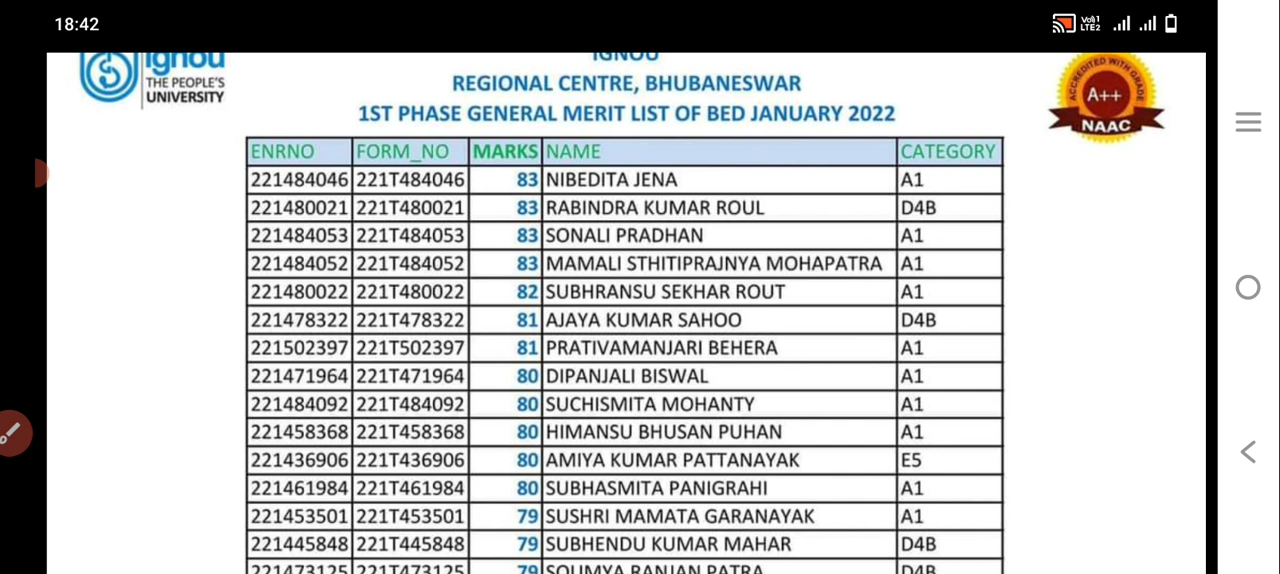 18:42
Vo))1
LTE2
ignou
THE PEOPLE'S
UNIVERSITY
IGNOU
REGIONAL CENTRE, BHUBANESWAR
1ST PHASE GENERAL MERIT LIST OF BED JANUARY 2022
ACCREDITED WITH GRADE
A++
NAAC
ENRNO FORM_NO MARKS NAME CATEGORY
221484046 221T484046 83 NIBEDITA JENA A1
221480021 221T480021 83 RABINDRA KUMAR ROUL D4B
221484053 221T484053 83 SONALI PRADHAN A1
221484052 221T484052 83 MAMALI STHITIPRAJNYA MOHAPATRA A1
221480022 221T480022 82 SUBHRANSU SEKHAR ROUT A1
221478322 221T478322 81 AJAYA KUMAR SAHOO D4B
221502397 221T502397 81 PRATIVAMANJARI BEHERA A1
221471964 221T471964 80 DIPANJALI BISWAL A1
221484092 221T484092 80 SUCHISMITA MOHANTY A1
221458368 221T458368 80 HIMANSU BHUSAN PUHAN A1
221436906 221T436906 80 AMIYA KUMAR PATTANAYAK E5
221461984 221T461984 80 SUBHASMITA PANIGRAHI A1
221453501 221T453501 79 SUSHRI MAMATA GARANAYAK A1
221445848 221T445848 79 SUBHENDU KUMAR MAHAR D4B
221473125 221T473125 79 SOUMYA RANJAN PATRA D4B